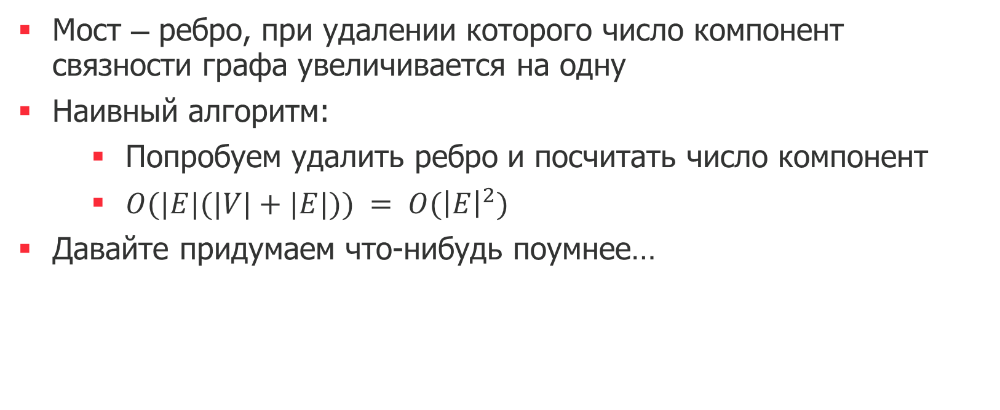 Мост – ребро, при удалении которого число компонент
связности графа увеличивается на одну
Наивный алгоритм:
Попробуем удалить ребро и посчитать число компонент
O(|E|(|V| + |E|)) = O(|E|²)
Давайте придумаем что-нибудь поумнее…